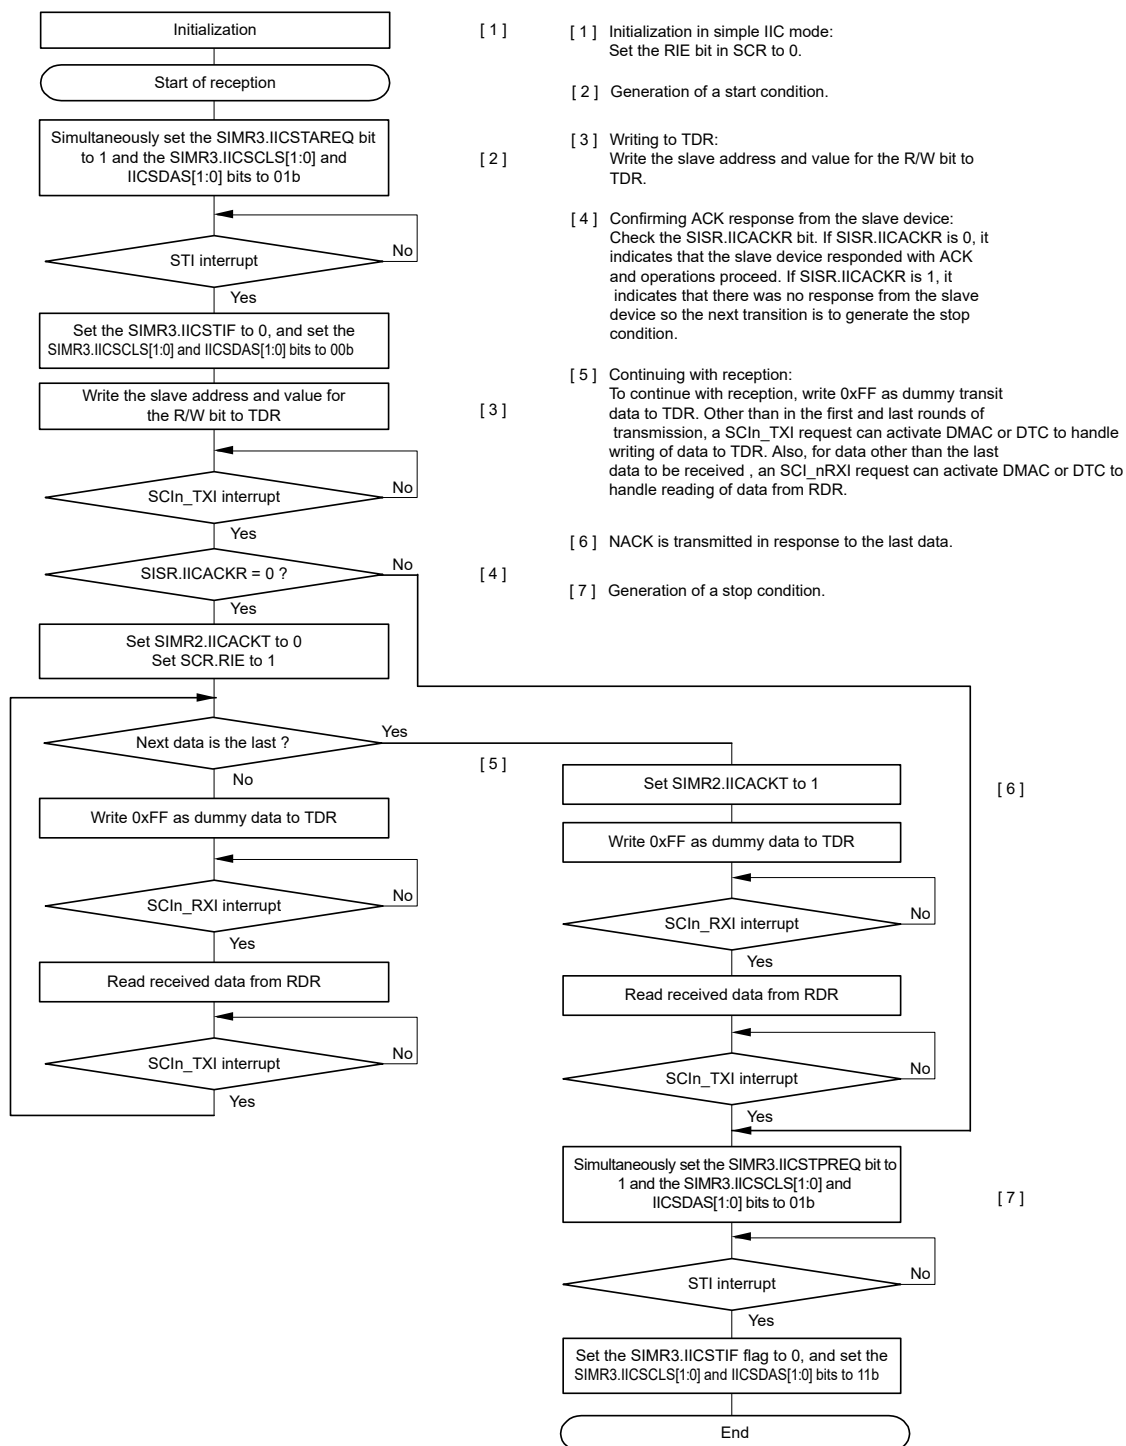 Initialization
[ 1 ]
Start of reception
Simultaneously set the SIMR3.IICSTAREQ bit
to 1 and the SIMR3.IICSCLS[1:0] and
IICSDAS[1:0] bits to 01b
[ 2 ]
STI interrupt
No
Yes
Set the SIMR3.IICSTIF to 0, and set the
SIMR3.IICSCLS[1:0] and IICSDAS[1:0] bits to 00b
Write the slave address and value for
the R/W bit to TDR
[ 3 ]
SCIn_TXI interrupt
No
Yes
SISR.IICACKR = 0 ?
No
[ 4 ]
Yes
Set SIMR2.IICACKT to 0
Set SCR.RIE to 1
Next data is the last ?
Yes
[ 5 ]
No
Write 0xFF as dummy data to TDR
SCIn_RXI interrupt
No
Yes
Read received data from RDR
SCIn_TXI interrupt
No
Yes
[ 1 ] Initialization in simple IIC mode:
Set the RIE bit in SCR to 0.
[ 2 ] Generation of a start condition.
[ 3 ] Writing to TDR:
Write the slave address and value for the R/W bit to
TDR.
[ 4 ] Confirming ACK response from the slave device:
Check the SISR.IICACKR bit. If SISR.IICACKR is 0, it
indicates that the slave device responded with ACK
and operations proceed. If SISR.IICACKR is 1, it
indicates that there was no response from the slave
device so the next transition is to generate the stop
condition.
[ 5 ] Continuing with reception:
To continue with reception, write 0xFF as dummy transit
data to TDR. Other than in the first and last rounds of
transmission, a SCIn_TXI request can activate DMAC or DTC to handle
writing of data to TDR. Also, for data other than the last
data to be received , an SCI_nRXI request can activate DMAC or DTC to
handle reading of data from RDR.
[ 6 ] NACK is transmitted in response to the last data.
[ 7 ] Generation of a stop condition.
Set SIMR2.IICACKT to 1
[ 6 ]
Write 0xFF as dummy data to TDR
SCIn_RXI interrupt
No
Yes
Read received data from RDR
SCIn_TXI interrupt
No
Yes
Simultaneously set the SIMR3.IICSTPREQ bit to
1 and the SIMR3.IICSCLS[1:0] and
IICSDAS[1:0] bits to 01b
[ 7 ]
STI interrupt
No
Yes
Set the SIMR3.IICSTIF flag to 0, and set the
SIMR3.IICSCLS[1:0] and IICSDAS[1:0] bits to 11b
End